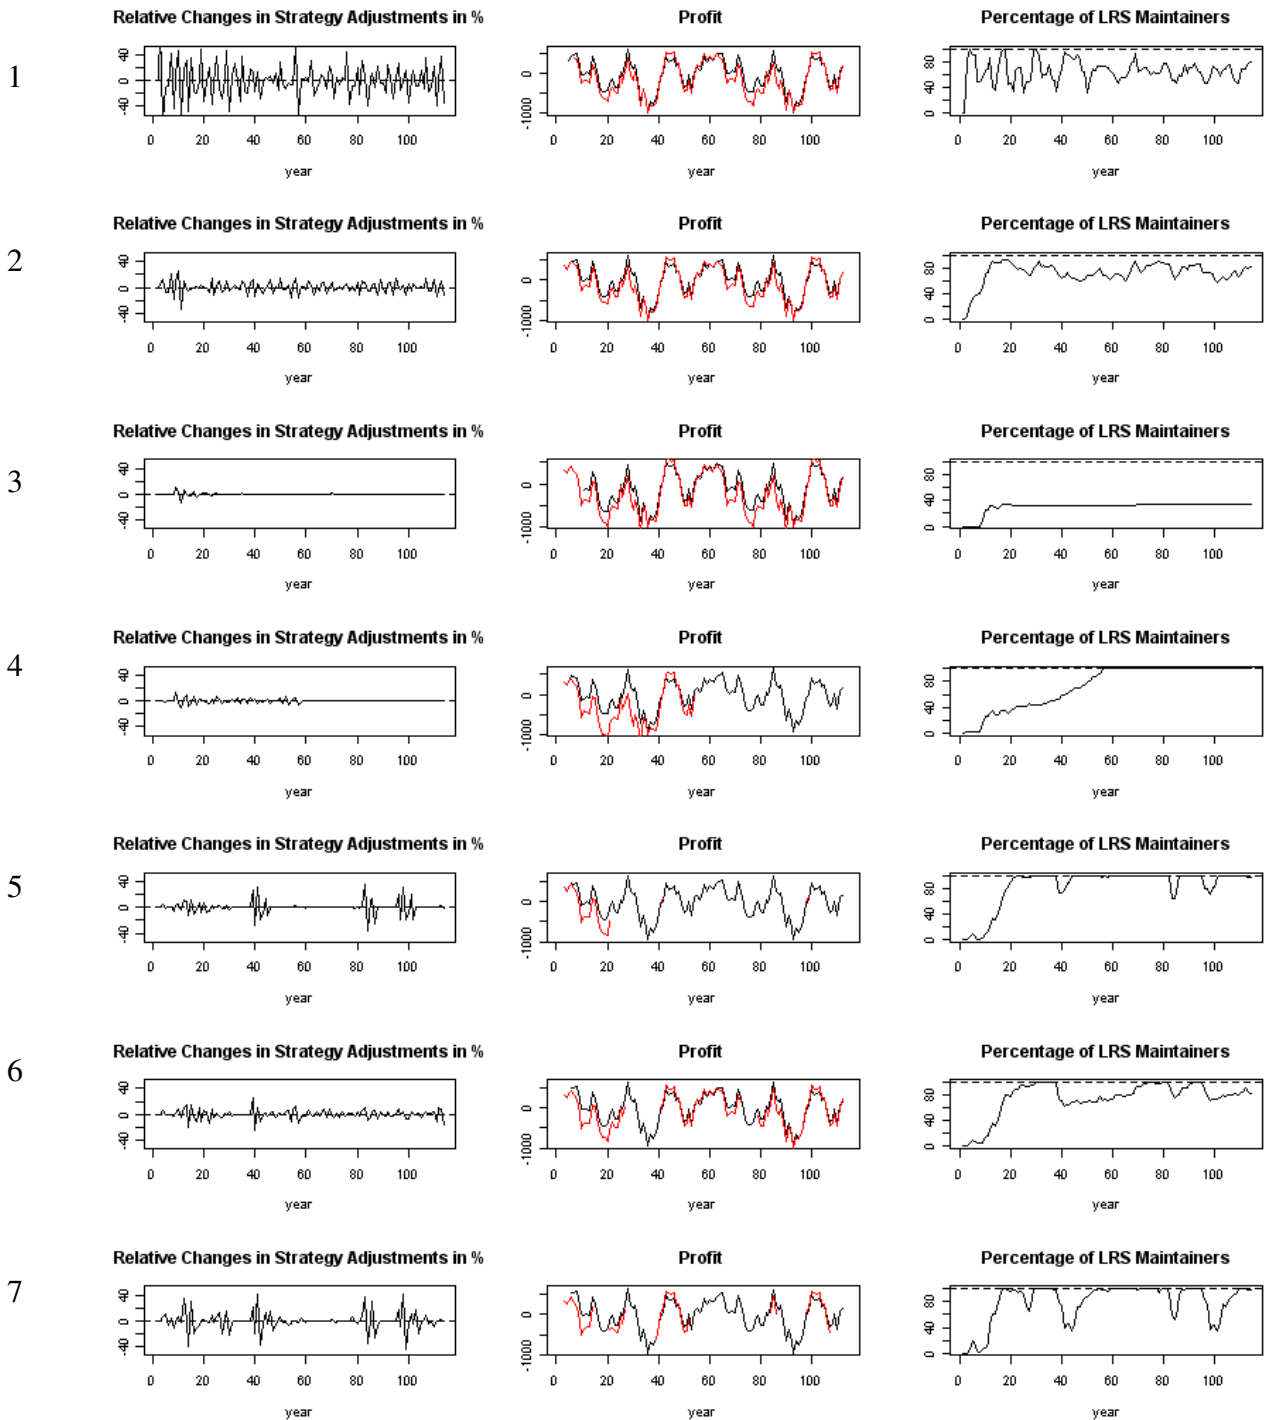 Relative Changes in Strategy Adjustments in % Profit Percentage of LRS Maintainers
1
40 0 -40 0 -1000 80 40 0
0 20 40 60 80 100 0 20 40 60 80 100 0 20 40 60 80 100
year year year
Relative Changes in Strategy Adjustments in % Profit Percentage of LRS Maintainers
2
40 0 -40 0 -1000 80 40 0
0 20 40 60 80 100 0 20 40 60 80 100 0 20 40 60 80 100
year year year
Relative Changes in Strategy Adjustments in % Profit Percentage of LRS Maintainers
3
40 0 -40 0 -1000 80 40 0
0 20 40 60 80 100 0 20 40 60 80 100 0 20 40 60 80 100
year year year
Relative Changes in Strategy Adjustments in % Profit Percentage of LRS Maintainers
4
40 0 -40 0 -1000 80 40 0
0 20 40 60 80 100 0 20 40 60 80 100 0 20 40 60 80 100
year year year
Relative Changes in Strategy Adjustments in % Profit Percentage of LRS Maintainers
5
40 0 -40 0 -1000 80 40 0
0 20 40 60 80 100 0 20 40 60 80 100 0 20 40 60 80 100
year year year
Relative Changes in Strategy Adjustments in % Profit Percentage of LRS Maintainers
6
40 0 -40 0 -1000 80 40 0
0 20 40 60 80 100 0 20 40 60 80 100 0 20 40 60 80 100
year year year
Relative Changes in Strategy Adjustments in % Profit Percentage of LRS Maintainers
7
40 0 -40 0 -1000 80 40 0
0 20 40 60 80 100 0 20 40 60 80 100 0 20 40 60 80 100
year year year